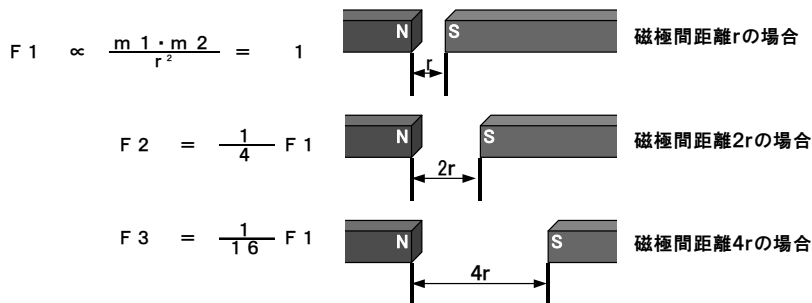 F1 ∝ m1・m2 / r² = 1
N S
磁極間距離rの場合
r
F2 = 1/4 F1
N S
磁極間距離2rの場合
2r
F3 = 1/16 F1
N S
磁極間距離4rの場合
4r